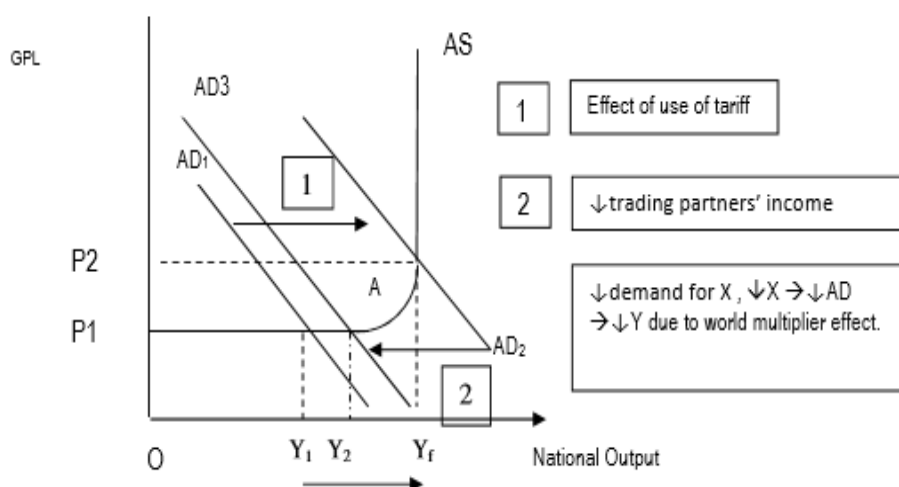 GPL
AS
AD3
1
Effect of use of tariff
AD₁
1
2
↓trading partners' income
P2
A
↓demand for X , ↓X →↓AD
→↓Y due to world multiplier effect.
P1
AD₂
2
O
Y₁
Y₂
Yf
National Output